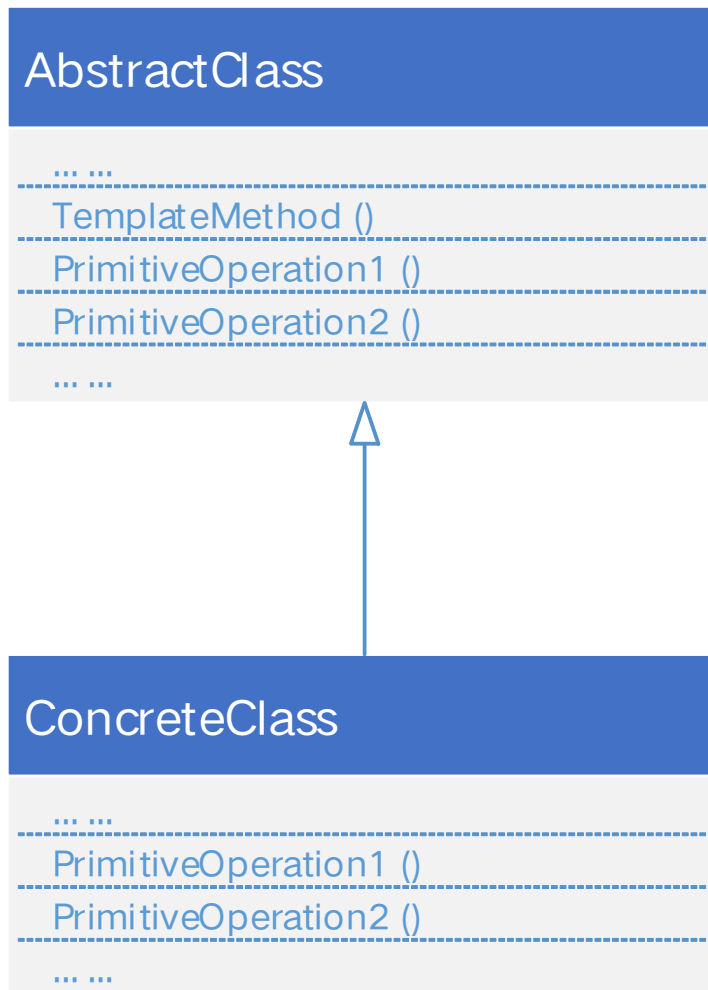 AbstractClass
... ...
TemplateMethod ()
PrimitiveOperation1 ()
PrimitiveOperation2 ()
... ...
ConcreteClass
... ...
PrimitiveOperation1 ()
PrimitiveOperation2 ()
... ...